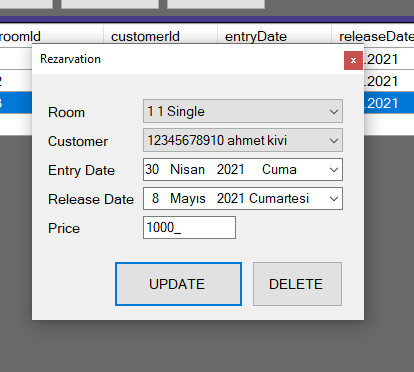 roomId customerId entryDate releaseDate
Rezarvation x
.2021
Room 1 1 Single
2 .2021
Customer 12345678910 ahmet kivi
3 .2021
Entry Date 30 Nisan 2021 Cuma
Release Date 8 Mayıs 2021 Cumartesi
Price 1000_
UPDATE DELETE